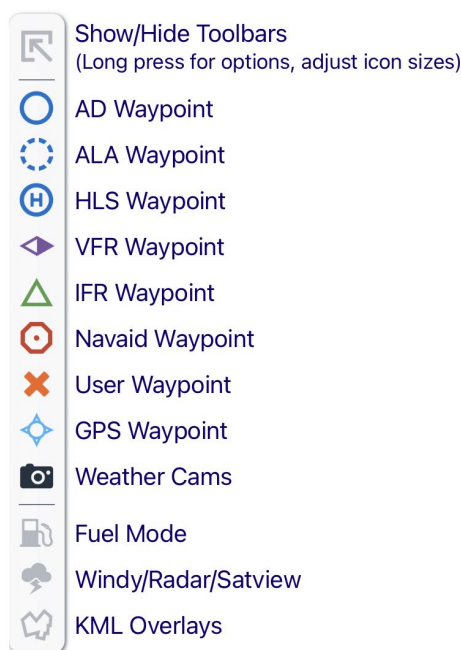 Show/Hide Toolbars
(Long press for options, adjust icon sizes)
AD Waypoint
ALA Waypoint
H HLS Waypoint
VFR Waypoint
IFR Waypoint
Navaid Waypoint
User Waypoint
GPS Waypoint
Weather Cams
Fuel Mode
Windy/Radar/Satview
KML Overlays